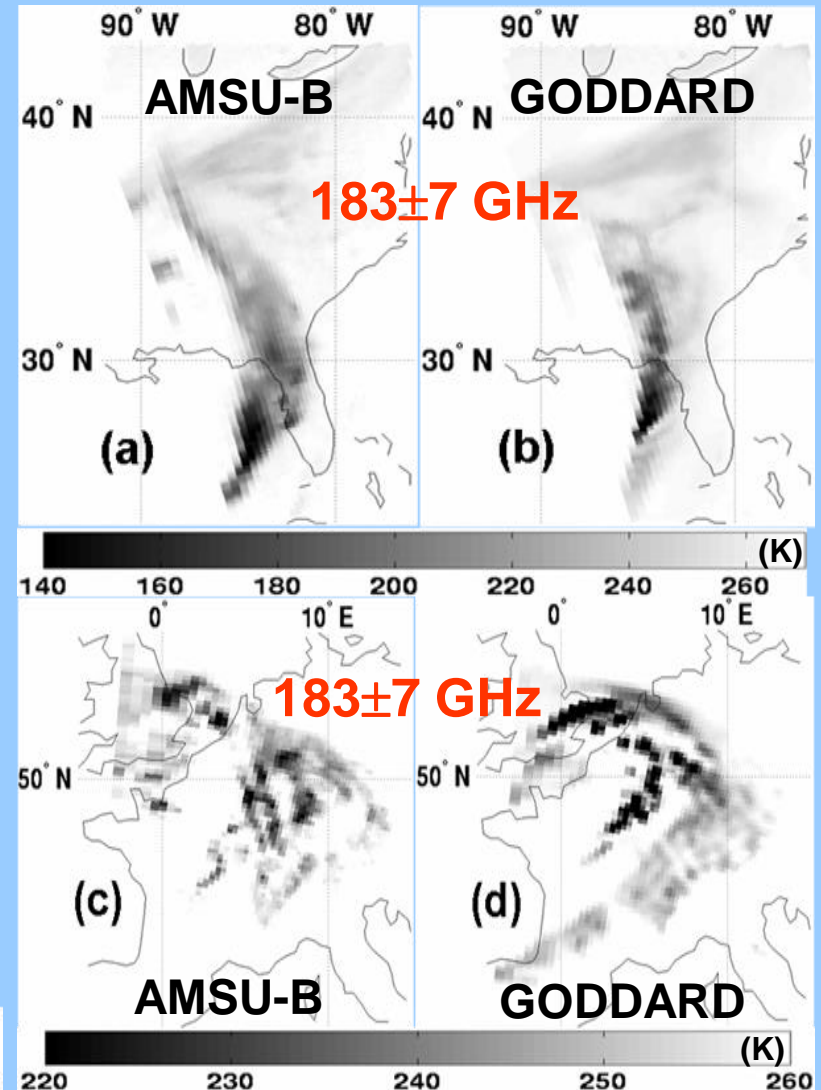 90° W 80° W 90° W 80° W
AMSU-B GODDARD
40° N 40° N
183±7 GHz
30° N 30° N
(a) (b)
(K)
140 160 180 200 220 240 260
0° 10° E 0° 10° E
183±7 GHz
50° N 50° N
(c) (d)
AMSU-B GODDARD
(K)
220 230 240 250 260